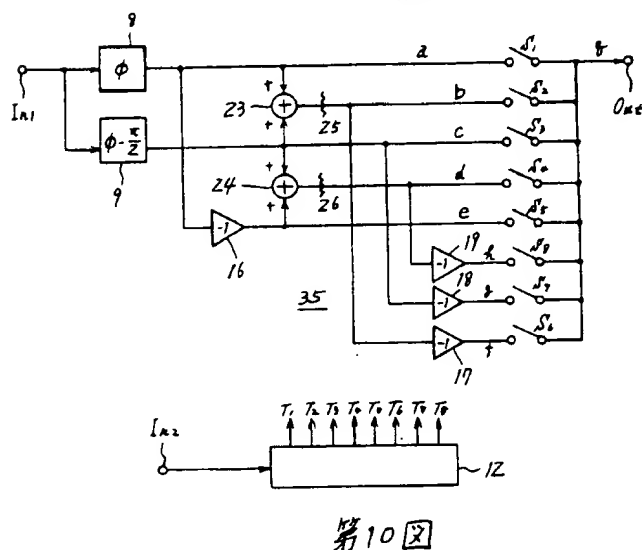 8
φ
In1
a
S1
8
Out
+
23
+
25
b
S2
φ-π/2
9
c
S3
+
24
+
26
d
S4
-1
16
e
S5
-1
19
h
S8
35
-1
18
g
S7
-1
17
f
S6
T1 T2 T3 T4 T5 T6 T7 T8
In2
12
第10図